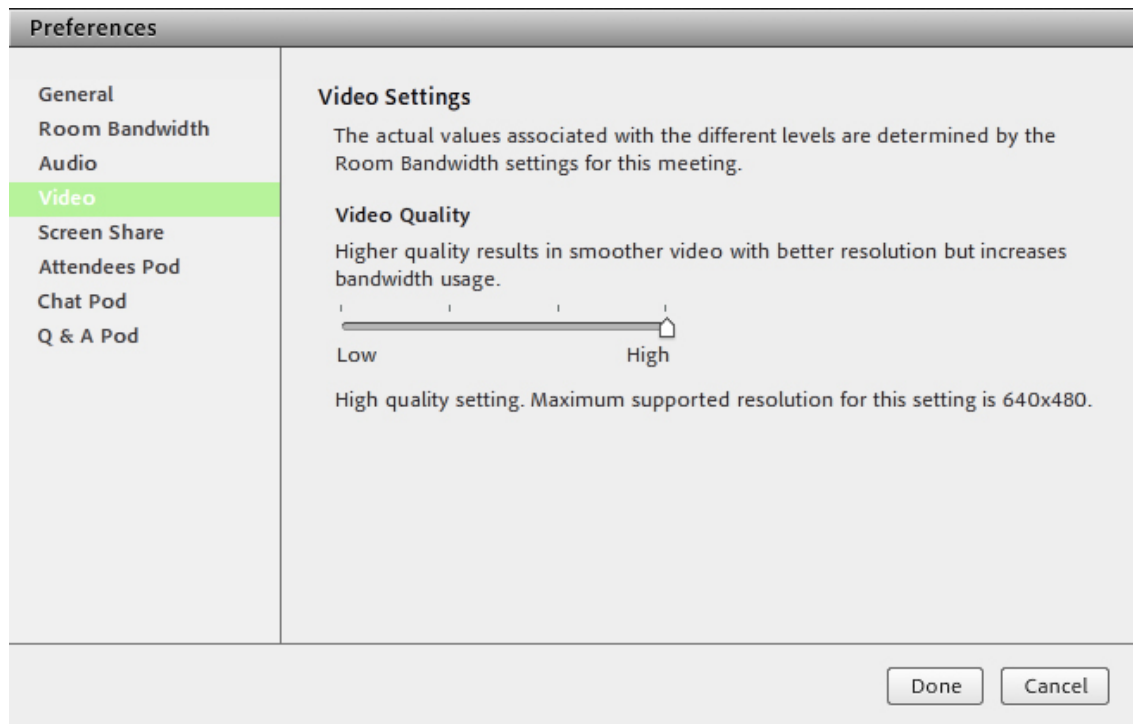 Preferences
General
Room Bandwidth
Audio
Video
Screen Share
Attendees Pod
Chat Pod
Q & A Pod
Video Settings
The actual values associated with the different levels are determined by the
Room Bandwidth settings for this meeting.
Video Quality
Higher quality results in smoother video with better resolution but increases
bandwidth usage.
Low High
High quality setting. Maximum supported resolution for this setting is 640x480.
Done Cancel